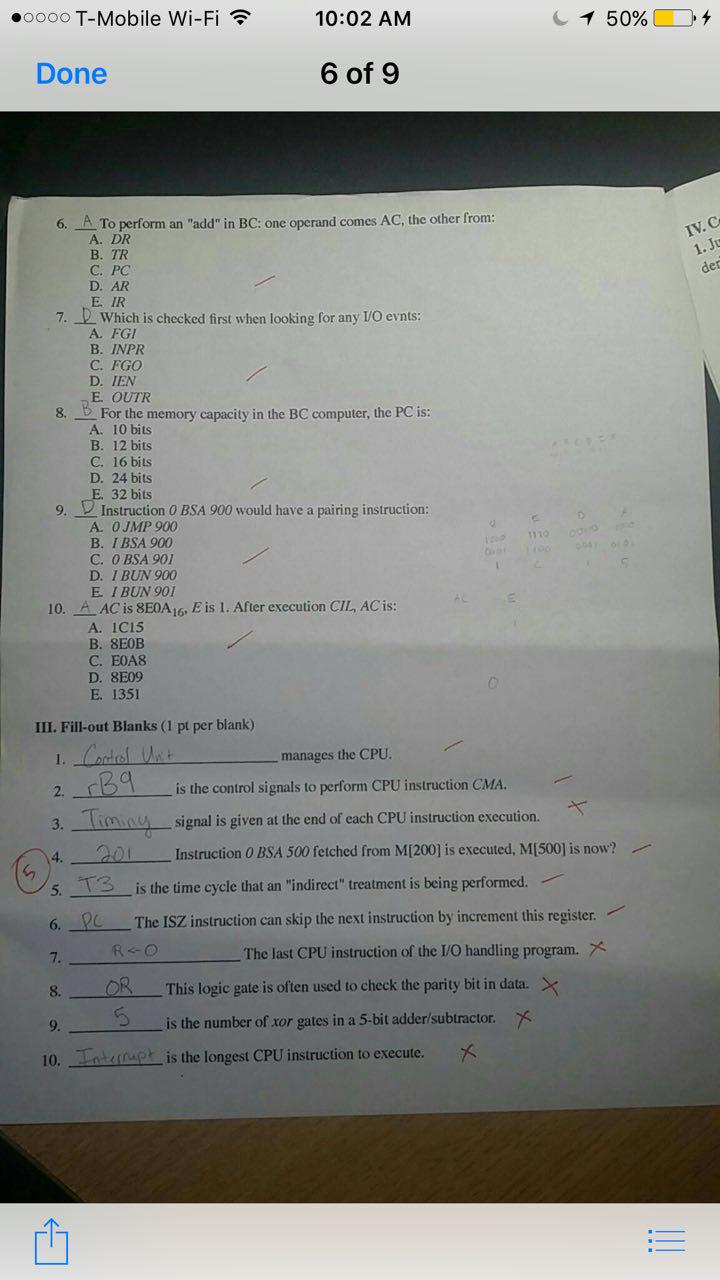 T-Mobile Wi-Fi 10:02 AM 50%
Done 6 of 9
6. A To perform an "add" in BC: one operand comes AC, the other from:
A. DR
B. TR
C. PC
D. AR
E. IR
7. D Which is checked first when looking for any I/O evnts:
A. FGI
B. INPR
C. FGO
D. IEN
E. OUTR
8. B For the memory capacity in the BC computer, the PC is:
A. 10 bits
B. 12 bits
C. 16 bits
D. 24 bits
E. 32 bits
9. D Instruction 0 BSA 900 would have a pairing instruction:
A. 0 JMP 900
B. I BSA 900
C. 0 BSA 901
D. I BUN 900
E. I BUN 901
10. A AC is 8E0A16, E is 1. After execution CIL, AC is:
A. 1C15
B. 8E0B
C. E0A8
D. 8E09
E. 1351
AC E
1
0
III. Fill-out Blanks (1 pt per blank)
1. Control Unit manages the CPU.
2. rB9 is the control signals to perform CPU instruction CMA.
3. Timing signal is given at the end of each CPU instruction execution.
4. 201 Instruction 0 BSA 500 fetched from M[200] is executed, M[500] is now?
5
5. T3 is the time cycle that an "indirect" treatment is being performed.
6. PC The ISZ instruction can skip the next instruction by increment this register.
7. R<-0 The last CPU instruction of the I/O handling program.
8. OR This logic gate is often used to check the parity bit in data.
9. 5 is the number of xor gates in a 5-bit adder/subtractor.
10. Interrupt is the longest CPU instruction to execute.
IV. C
1. Ju
der